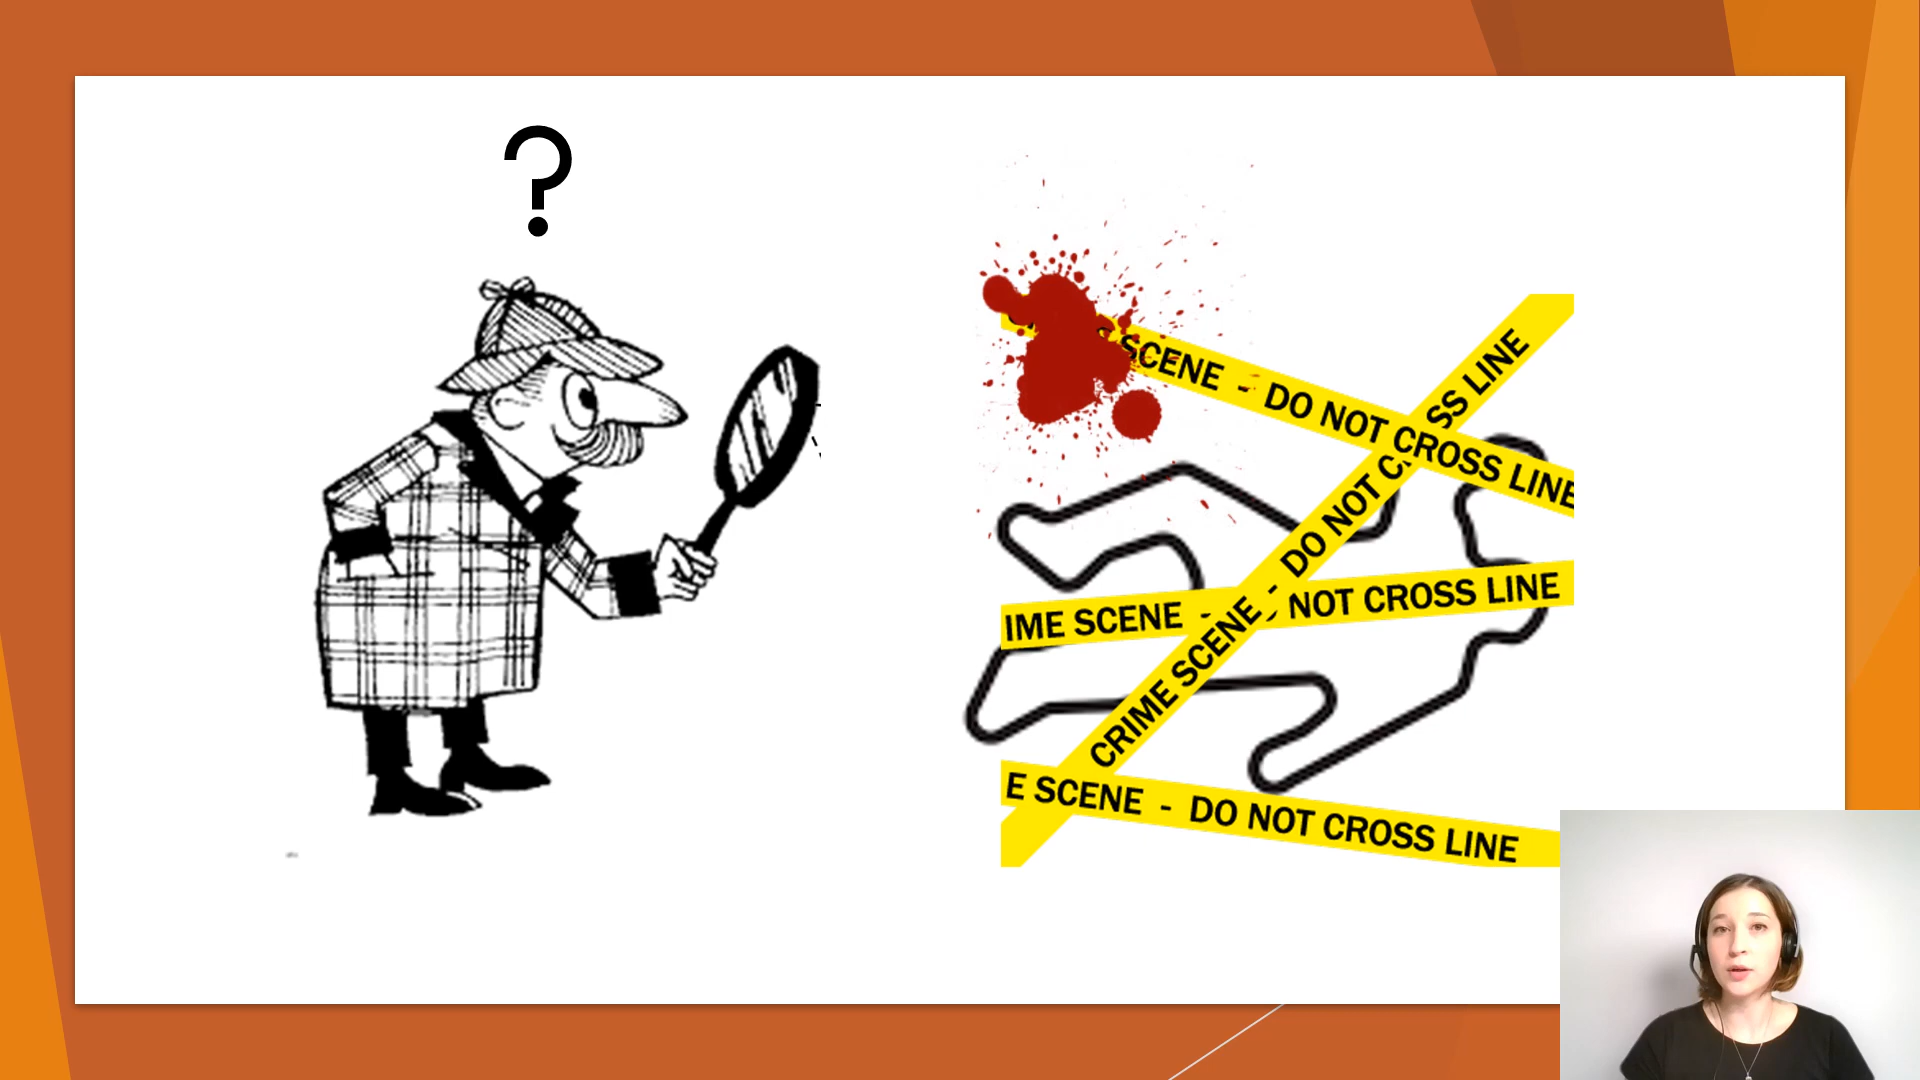 ?
SCENE - DO NOT CROSS LINE
SS LINE
CRIME SCENE - DO NOT C
IME SCENE - NOT CROSS LINE
E SCENE - DO NOT CROSS LINE